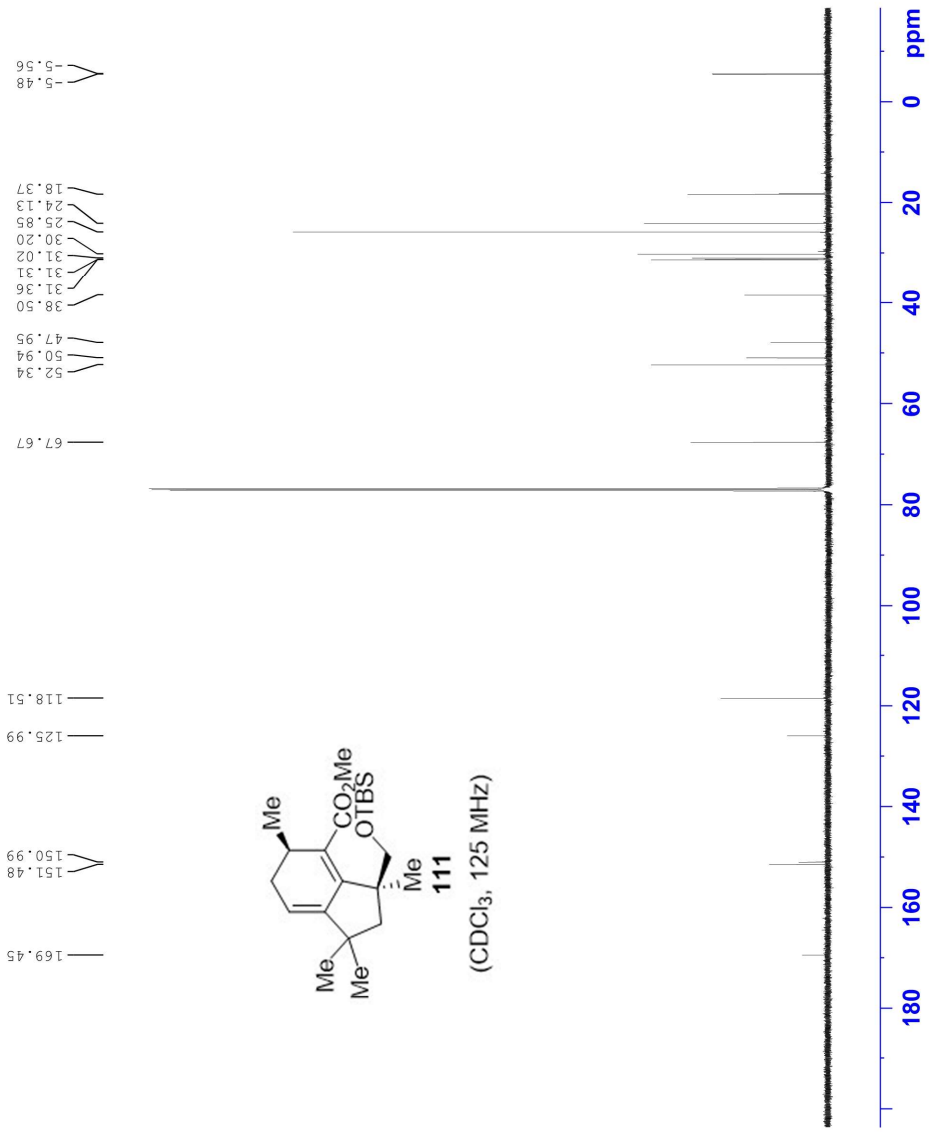 169.45
151.48
150.99
125.99
118.51
67.67
52.34
50.94
47.95
38.50
31.36
31.31
31.02
30.20
25.85
24.13
18.37
-5.48
-5.56
Me
CO2Me
OTBS
Me
Me
Me
111
(CDCl3, 125 MHz)
180 160 140 120 100 80 60 40 20 0 ppm